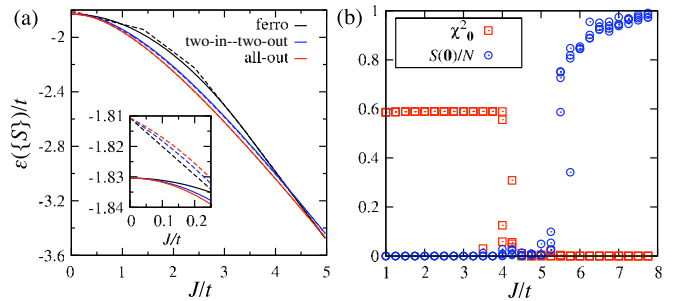 (a)
ferro
two-in--two-out
all-out
ε({S})/t
-2
-2.4
-2.8
-3.2
-3.6
0 1 2 3 4 5
J/t
-1.81
-1.82
-1.83
-1.84
0 0.1 0.2
J/t
(b)
χ²₀
S(0)/N
1
0.8
0.6
0.4
0.2
0
1 2 3 4 5 6 7 8
J/t